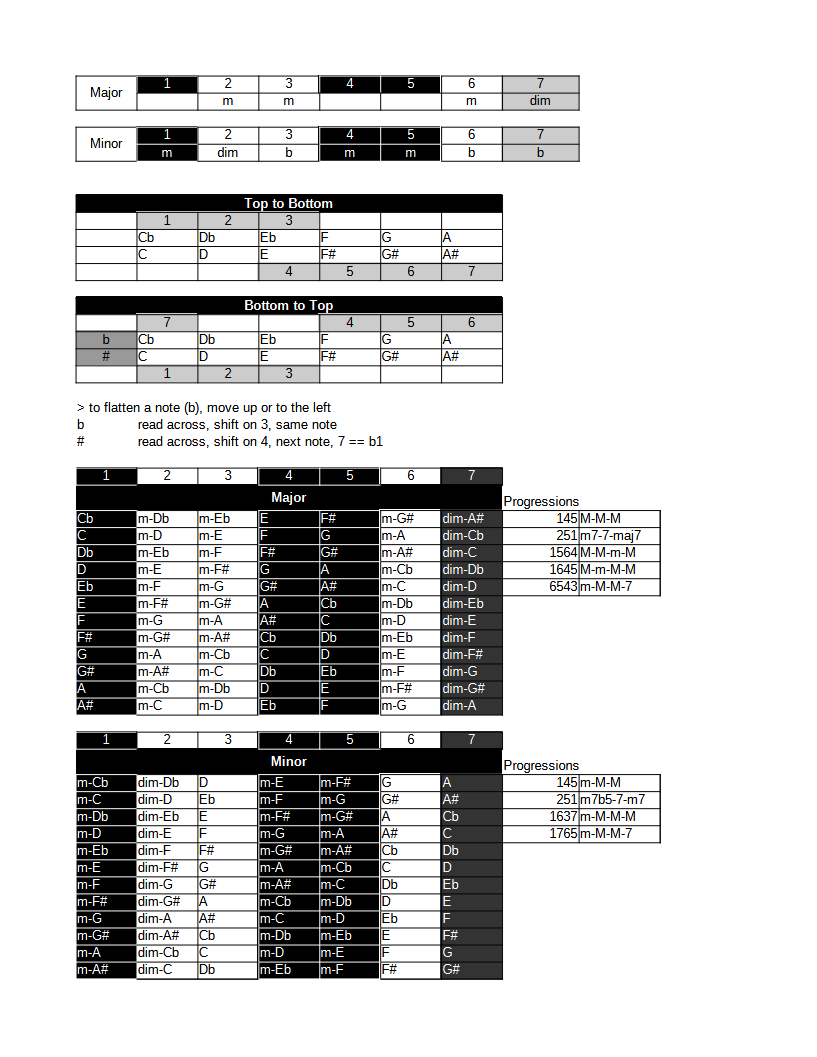 Major 1 2 3 4 5 6 7
m m m dim
Minor 1 2 3 4 5 6 7
m dim b m m b b
Top to Bottom
1 2 3
Cb Db Eb F G A
C D E F# G# A#
4 5 6 7
Bottom to Top
7 4 5 6
b Cb Db Eb F G A
# C D E F# G# A#
1 2 3
> to flatten a note (b), move up or to the left
b read across, shift on 3, same note
# read across, shift on 4, next note, 7 == b1
1 2 3 4 5 6 7
Major Progressions
Cb m-Db m-Eb E F# m-G# dim-A# 145 M-M-M
C m-D m-E F G m-A dim-Cb 251 m7-7-maj7
Db m-Eb m-F F# G# m-A# dim-C 1564 M-M-m-M
D m-E m-F# G A m-Cb dim-Db 1645 M-m-M-M
Eb m-F m-G G# A# m-C dim-D 6543 m-M-M-7
E m-F# m-G# A Cb m-Db dim-Eb
F m-G m-A A# C m-D dim-E
F# m-G# m-A# Cb Db m-Eb dim-F
G m-A m-Cb C D m-E dim-F#
G# m-A# m-C Db Eb m-F dim-G
A m-Cb m-Db D E m-F# dim-G#
A# m-C m-D Eb F m-G dim-A
1 2 3 4 5 6 7
Minor Progressions
m-Cb dim-Db D m-E m-F# G A 145 m-M-M
m-C dim-D Eb m-F m-G G# A# 251 m7b5-7-m7
m-Db dim-Eb E m-F# m-G# A Cb 1637 m-M-M-M
m-D dim-E F m-G m-A A# C 1765 m-M-M-7
m-Eb dim-F F# m-G# m-A# Cb Db
m-E dim-F# G m-A m-Cb C D
m-F dim-G G# m-A# m-C Db Eb
m-F# dim-G# A m-Cb m-Db D E
m-G dim-A A# m-C m-D Eb F
m-G# dim-A# Cb m-Db m-Eb E F#
m-A dim-Cb C m-D m-E F G
m-A# dim-C Db m-Eb m-F F# G#